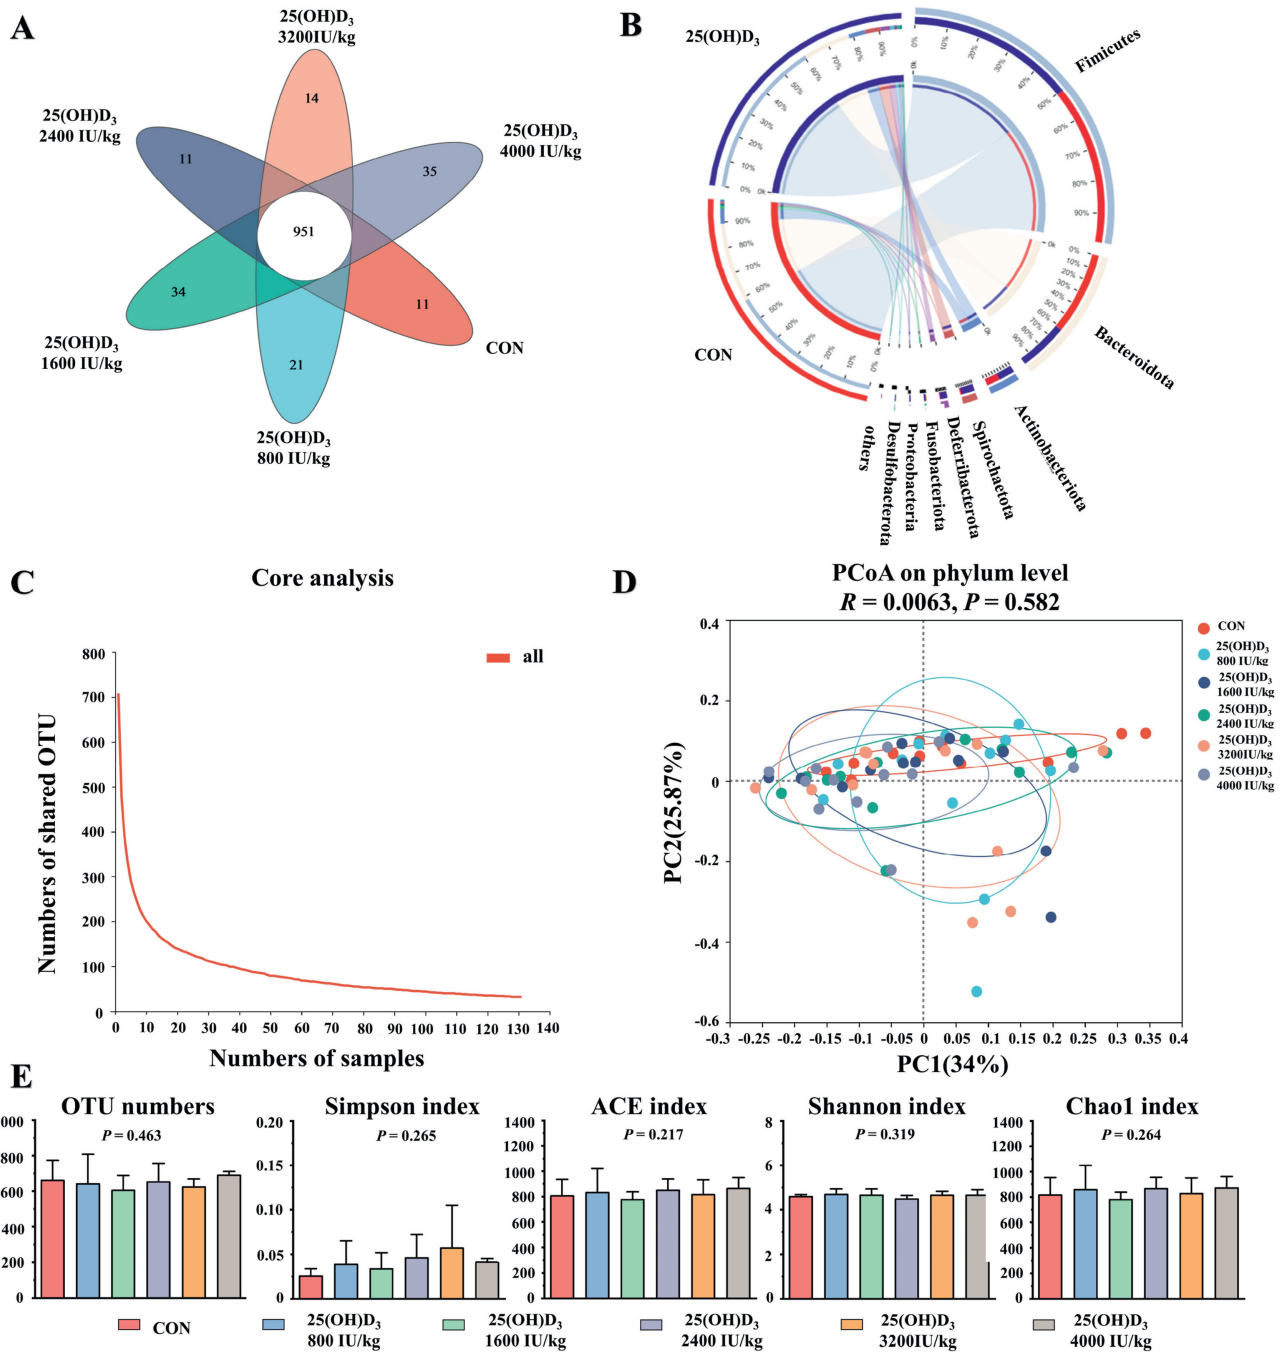 A
25(OH)D3
3200IU/kg
14
25(OH)D3
2400 IU/kg
11
25(OH)D3
4000 IU/kg
35
951
34
25(OH)D3
1600 IU/kg
11
CON
21
25(OH)D3
800 IU/kg
B
25(OH)D3
Fimicutes
CON
Bacteroidota
Actinobacteriota
Spirochaetota
Deferribacterota
Fusobacteriota
Proteobacteria
Desulfobacterota
others
C
Core analysis
all
Numbers of shared OTU
800
700
600
500
400
300
200
100
0
0 10 20 30 40 50 60 70 80 90 100 110 120 130 140
Numbers of samples
D
PCoA on phylum level
R = 0.0063, P = 0.582
PC2(25.87%)
0.4
0.2
0
-0.2
-0.4
-0.6
-0.3 -0.25 -0.2 -0.15 -0.1 -0.05 0 0.05 0.1 0.15 0.2 0.25 0.3 0.35 0.4
PC1(34%)
CON
25(OH)D3
800 IU/kg
25(OH)D3
1600 IU/kg
25(OH)D3
2400 IU/kg
25(OH)D3
3200IU/kg
25(OH)D3
4000 IU/kg
E
OTU numbers
P = 0.463
000
800
600
400
200
0
Simpson index
P = 0.265
0.20
0.15
0.10
0.05
0
ACE index
P = 0.217
1400
1200
1000
800
600
400
200
0
Shannon index
P = 0.319
8
6
4
2
0
Chao1 index
P = 0.264
1400
1200
1000
800
600
400
200
0
CON
25(OH)D3
800 IU/kg
25(OH)D3
1600 IU/kg
25(OH)D3
2400 IU/kg
25(OH)D3
3200IU/kg
25(OH)D3
4000 IU/kg